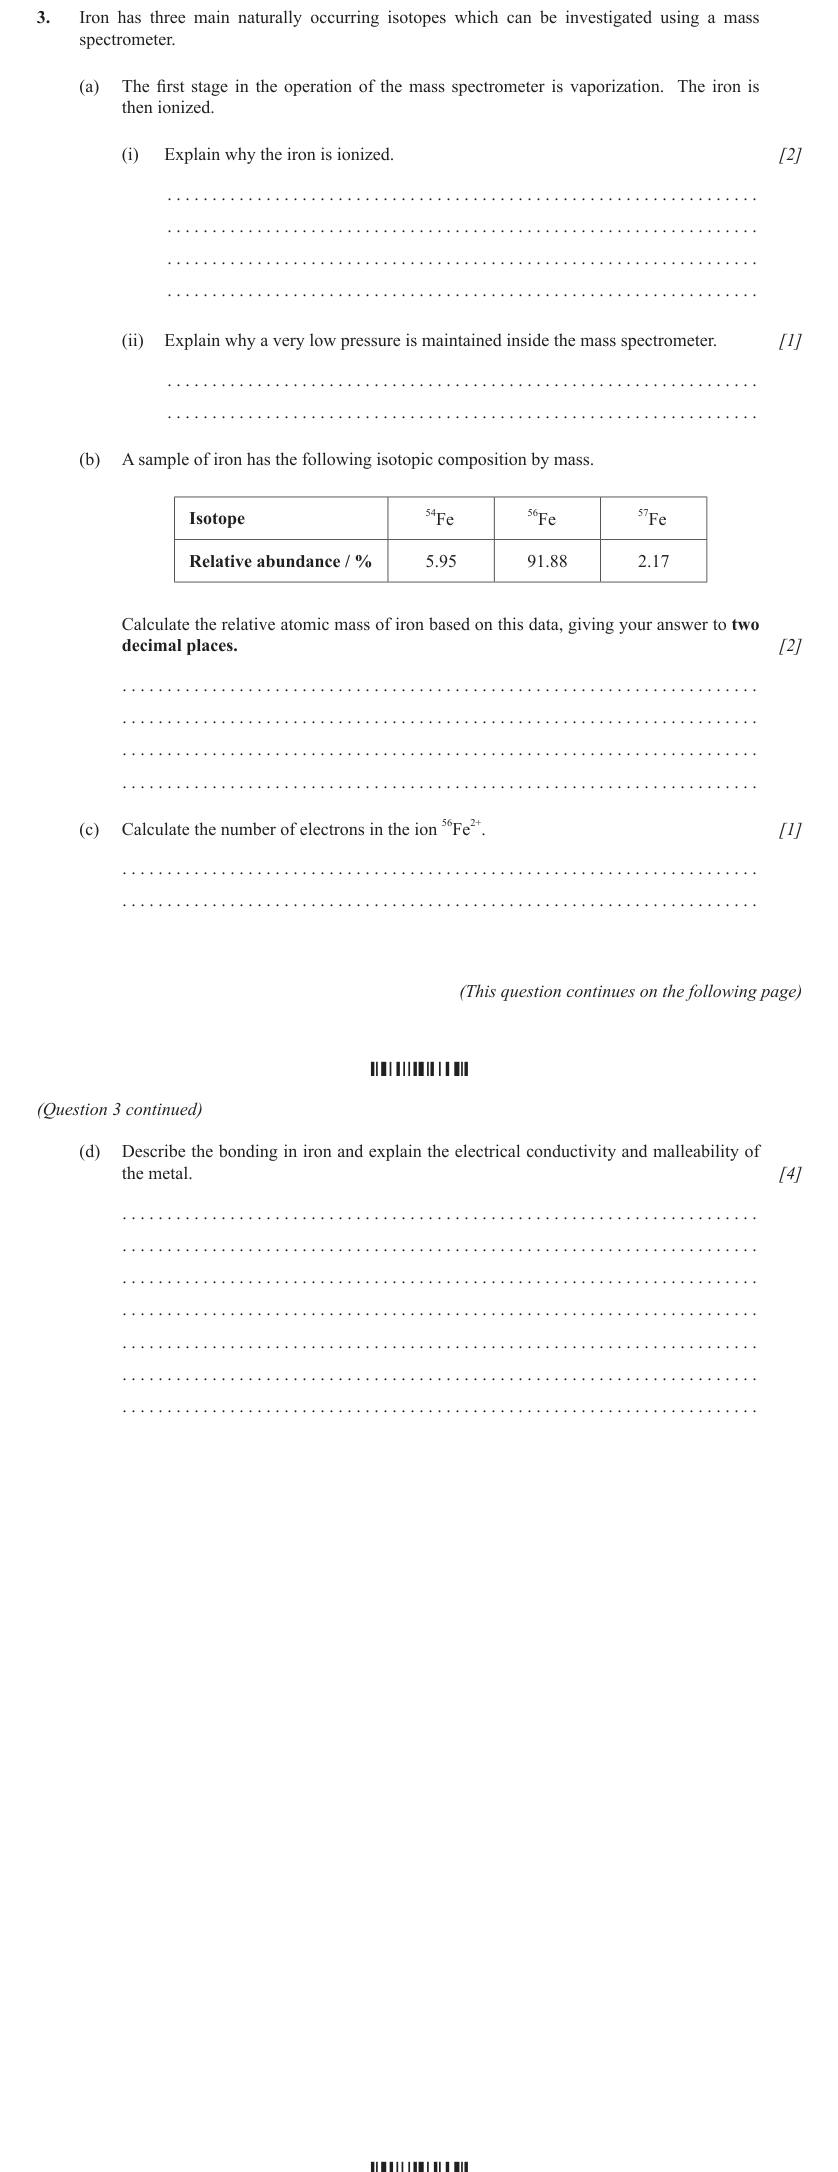 3. Iron has three main naturally occurring isotopes which can be investigated using a mass
spectrometer.
(a) The first stage in the operation of the mass spectrometer is vaporization. The iron is
then ionized.
(i) Explain why the iron is ionized. [2]
(ii) Explain why a very low pressure is maintained inside the mass spectrometer. [1]
(b) A sample of iron has the following isotopic composition by mass.
Isotope ⁵⁴Fe ⁵⁶Fe ⁵⁷Fe
Relative abundance / % 5.95 91.88 2.17
Calculate the relative atomic mass of iron based on this data, giving your answer to two
decimal places. [2]
(c) Calculate the number of electrons in the ion ⁵⁶Fe²⁺. [1]
(This question continues on the following page)
(Question 3 continued)
(d) Describe the bonding in iron and explain the electrical conductivity and malleability of
the metal. [4]